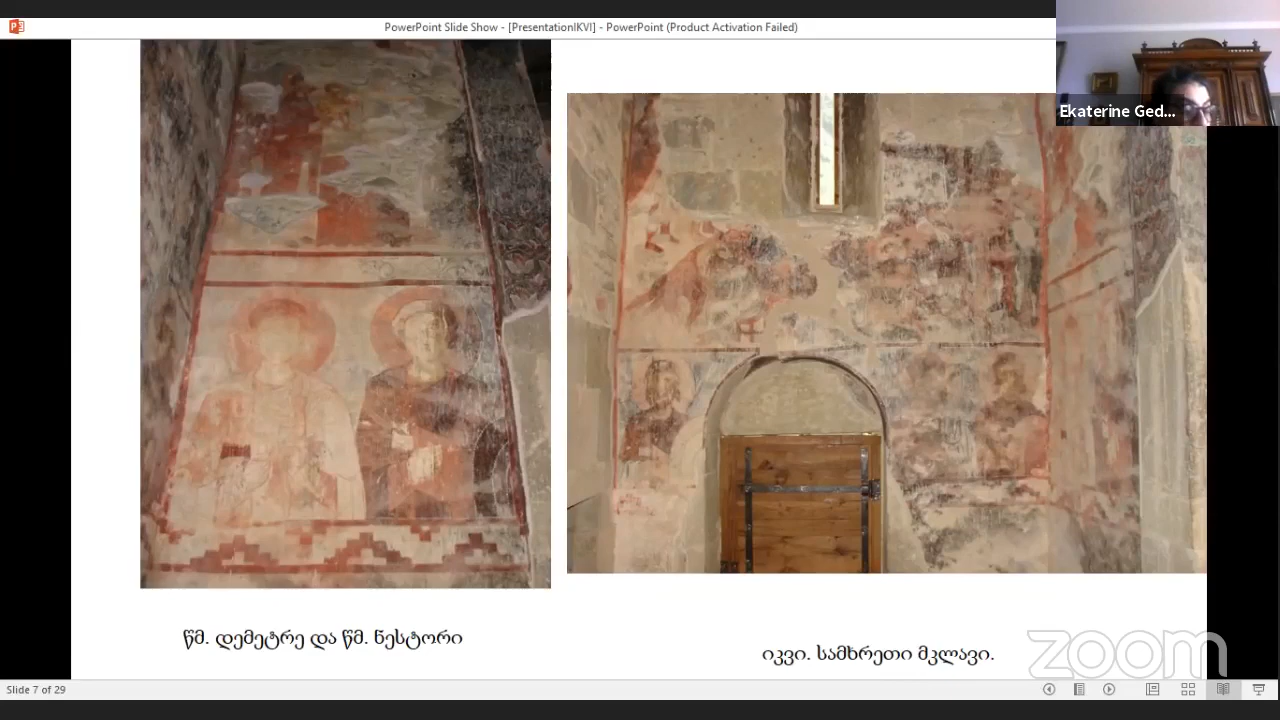 PowerPoint Slide Show - [PresentationIKVI] - PowerPoint (Product Activation Failed)
Ekaterine Ged...
წმ. დემეტრე და წმ. ნესტორი
იკვი. სამხრეთი მკლავი.
zoom
Slide 7 of 29